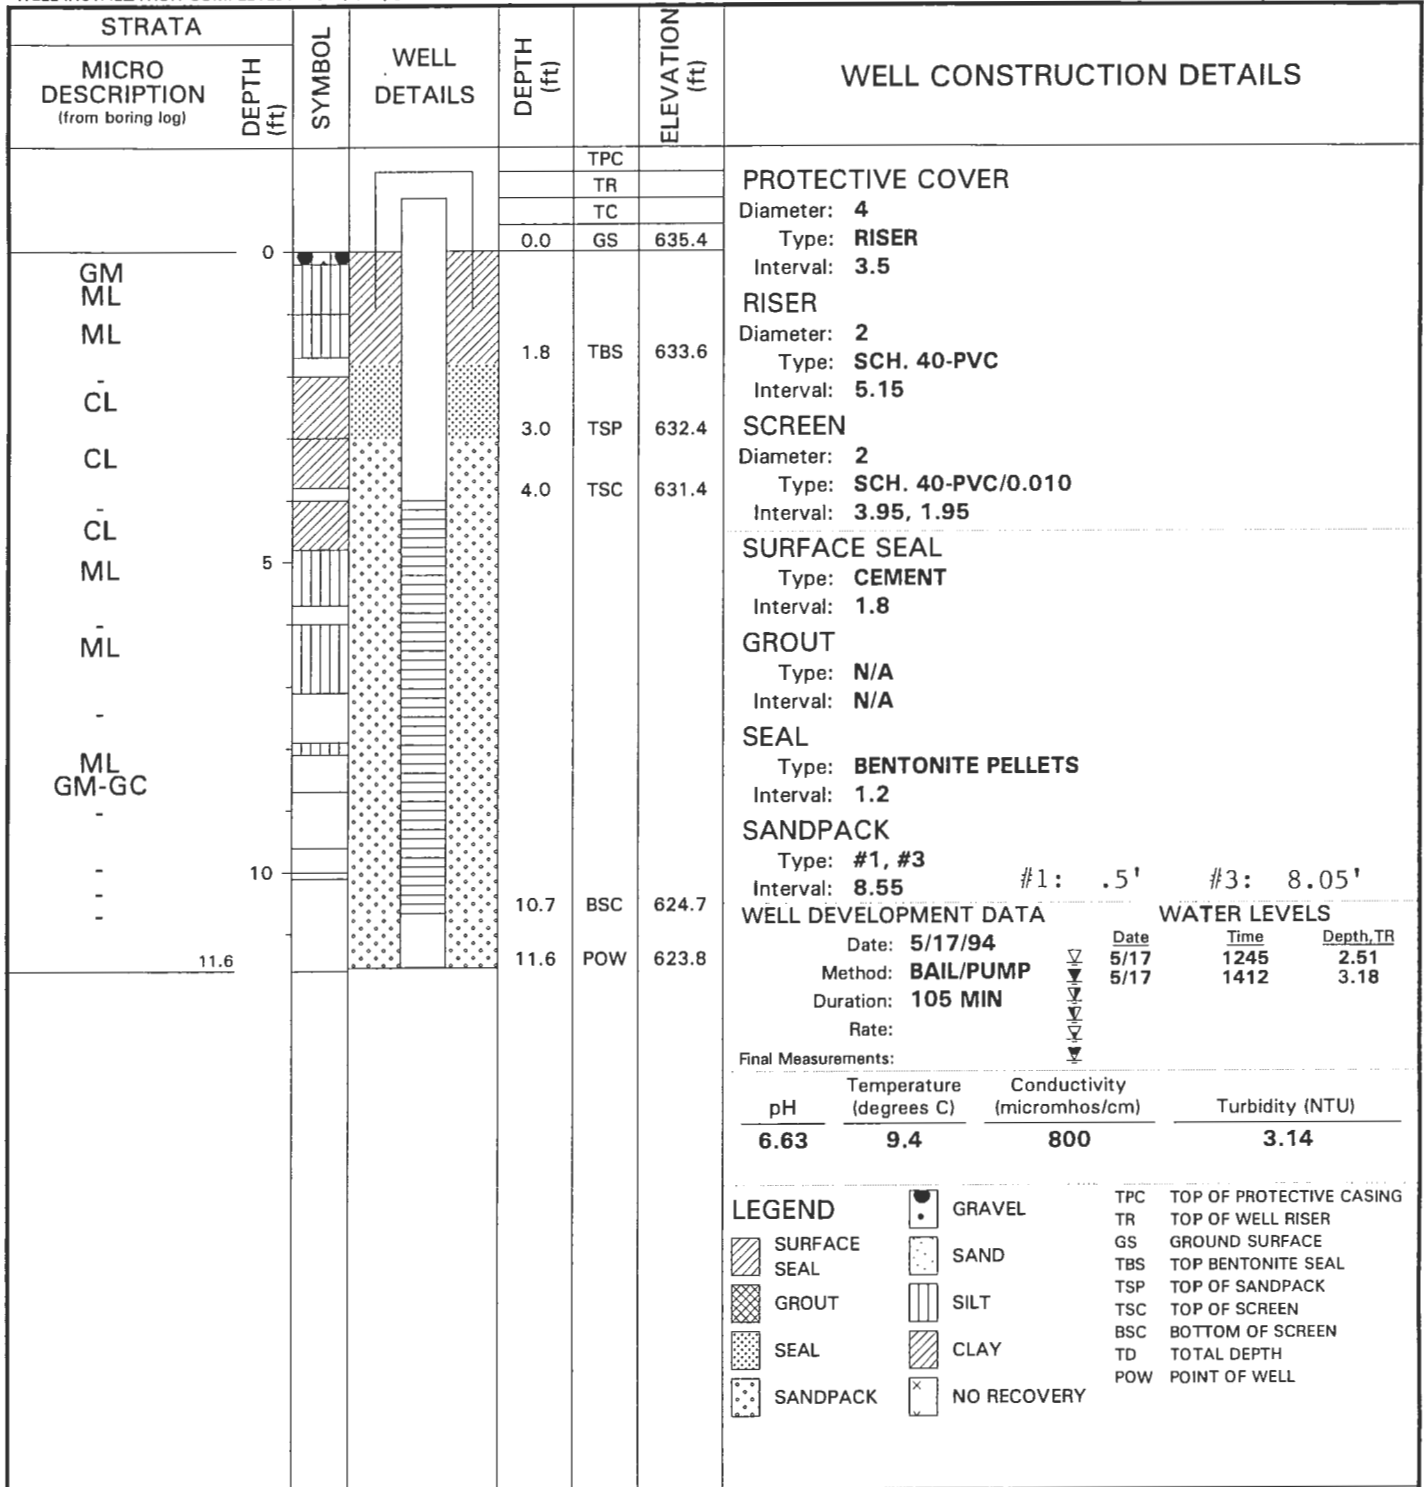 STRATA
MICRO
DESCRIPTION
(from boring log)
DEPTH
(ft)
SYMBOL
WELL
DETAILS
DEPTH
(ft)
ELEVATION
(ft)
WELL CONSTRUCTION DETAILS
TPC
TR
TC
0.0 GS 635.4
0
GM
ML
ML
1.8 TBS 633.6
-
CL
3.0 TSP 632.4
CL
4.0 TSC 631.4
-
CL
5
ML
-
ML
-
ML
GM-GC
-
-
10
-
-
10.7 BSC 624.7
11.6
11.6 POW 623.8
PROTECTIVE COVER
Diameter: 4
Type: RISER
Interval: 3.5
RISER
Diameter: 2
Type: SCH. 40-PVC
Interval: 5.15
SCREEN
Diameter: 2
Type: SCH. 40-PVC/0.010
Interval: 3.95, 1.95
SURFACE SEAL
Type: CEMENT
Interval: 1.8
GROUT
Type: N/A
Interval: N/A
SEAL
Type: BENTONITE PELLETS
Interval: 1.2
SANDPACK
Type: #1, #3
Interval: 8.55 #1: .5' #3: 8.05'
WELL DEVELOPMENT DATA
Date: 5/17/94
Method: BAIL/PUMP
Duration: 105 MIN
Rate:
Final Measurements:
WATER LEVELS
Date Time Depth,TR
5/17 1245 2.51
5/17 1412 3.18
pH Temperature (degrees C) Conductivity (micromhos/cm) Turbidity (NTU)
6.63 9.4 800 3.14
LEGEND
SURFACE
SEAL
GROUT
SEAL
SANDPACK
GRAVEL
SAND
SILT
CLAY
NO RECOVERY
TPC TOP OF PROTECTIVE CASING
TR TOP OF WELL RISER
GS GROUND SURFACE
TBS TOP BENTONITE SEAL
TSP TOP OF SANDPACK
TSC TOP OF SCREEN
BSC BOTTOM OF SCREEN
TD TOTAL DEPTH
POW POINT OF WELL